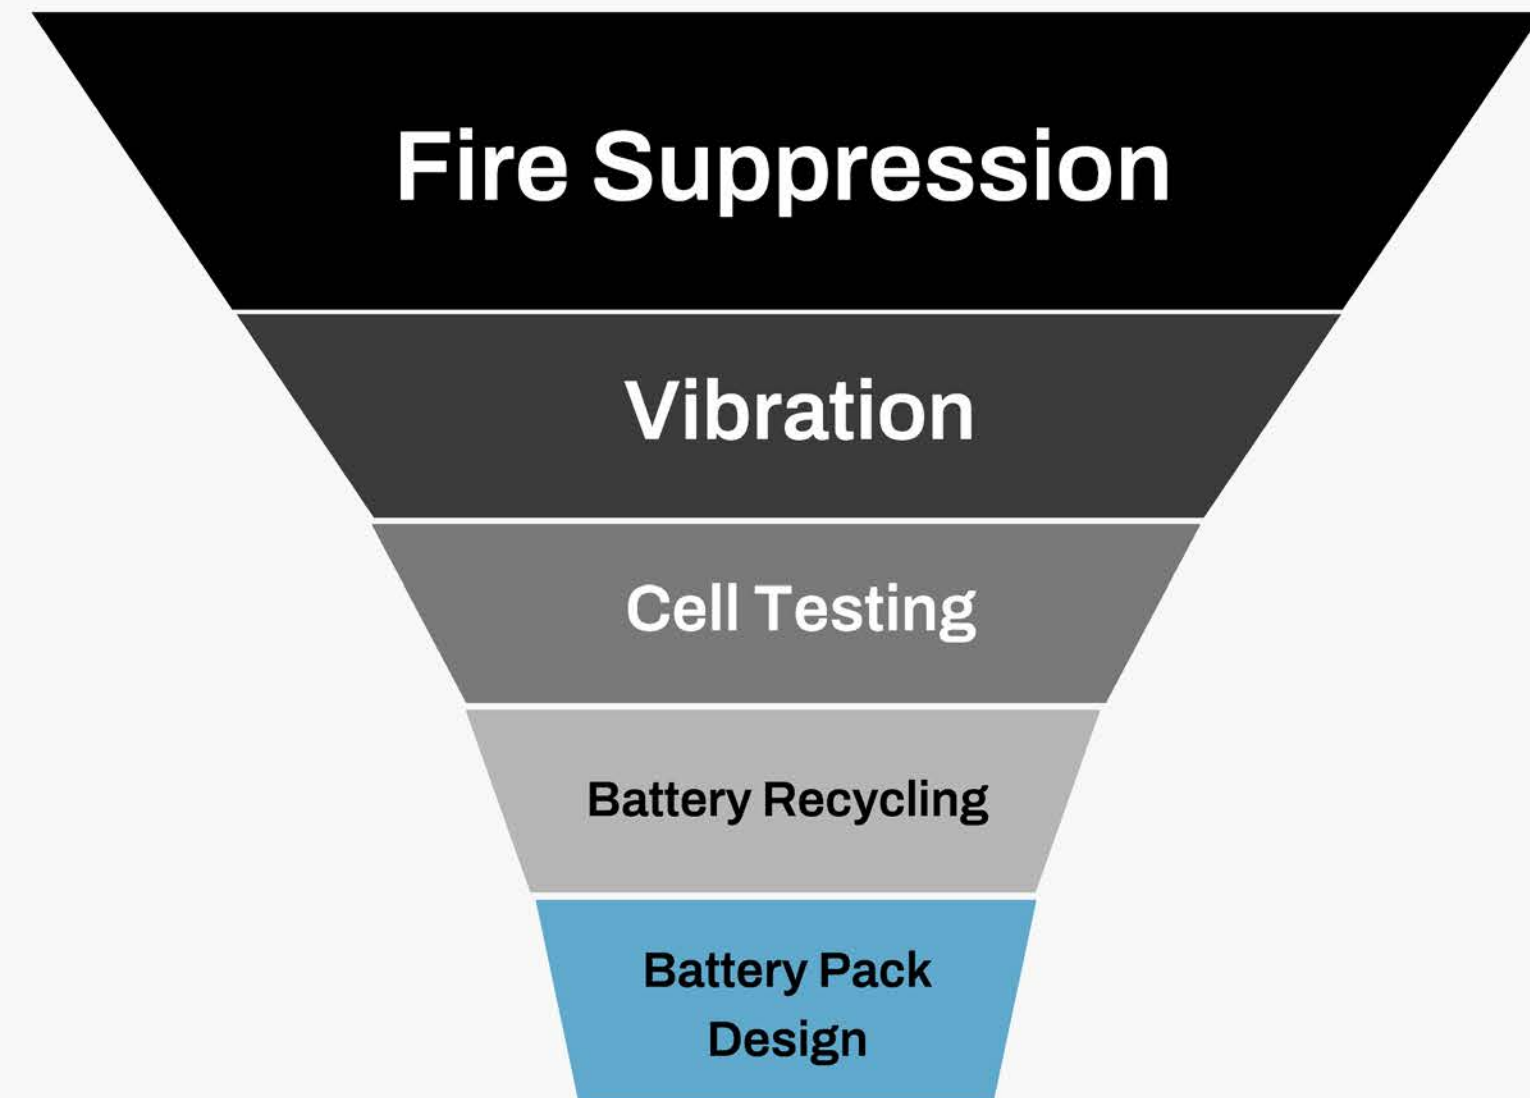 Fire Suppression
Vibration
Cell Testing
Battery Recycling
Battery Pack
Design